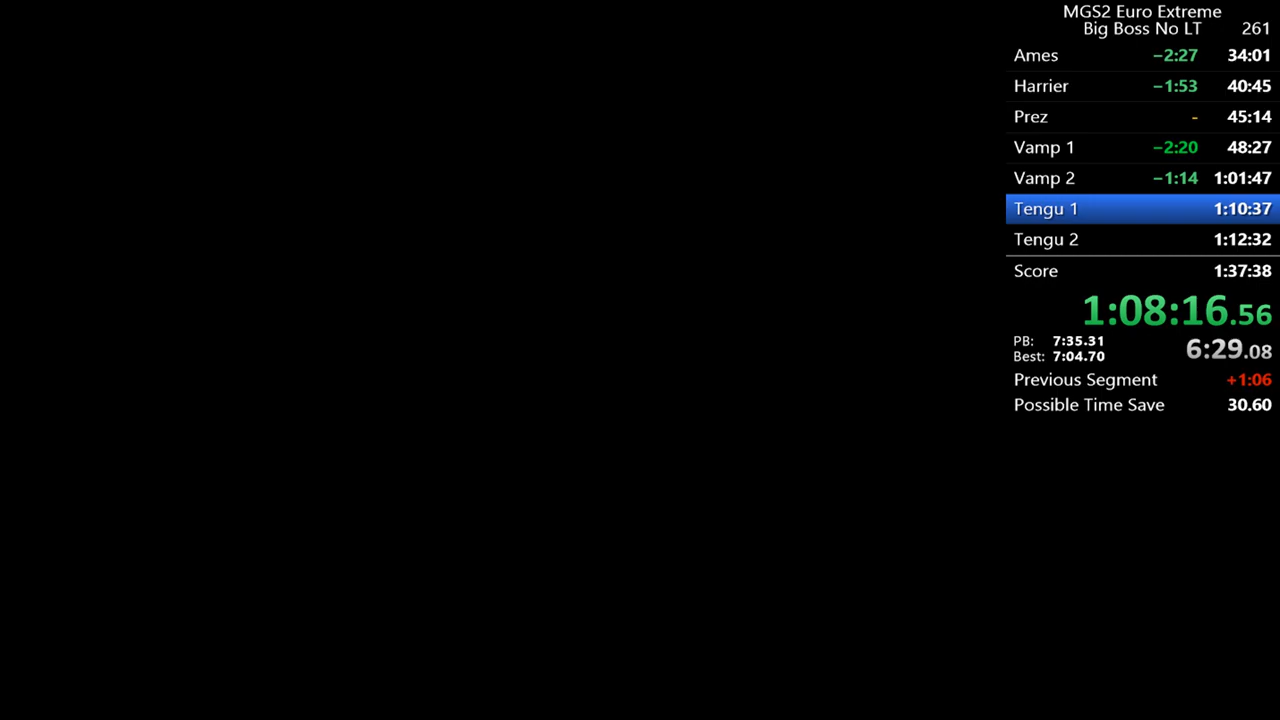 MGS2 Euro Extreme
Big Boss No LT 261
Ames −2:27 34:01
Harrier −1:53 40:45
Prez - 45:14
Vamp 1 −2:20 48:27
Vamp 2 −1:14 1:01:47
Tengu 1 1:10:37
Tengu 2 1:12:32
Score 1:37:38
1:08:16.56
PB: 7:35.31 6:29.08
Best: 7:04.70
Previous Segment +1:06
Possible Time Save 30.60